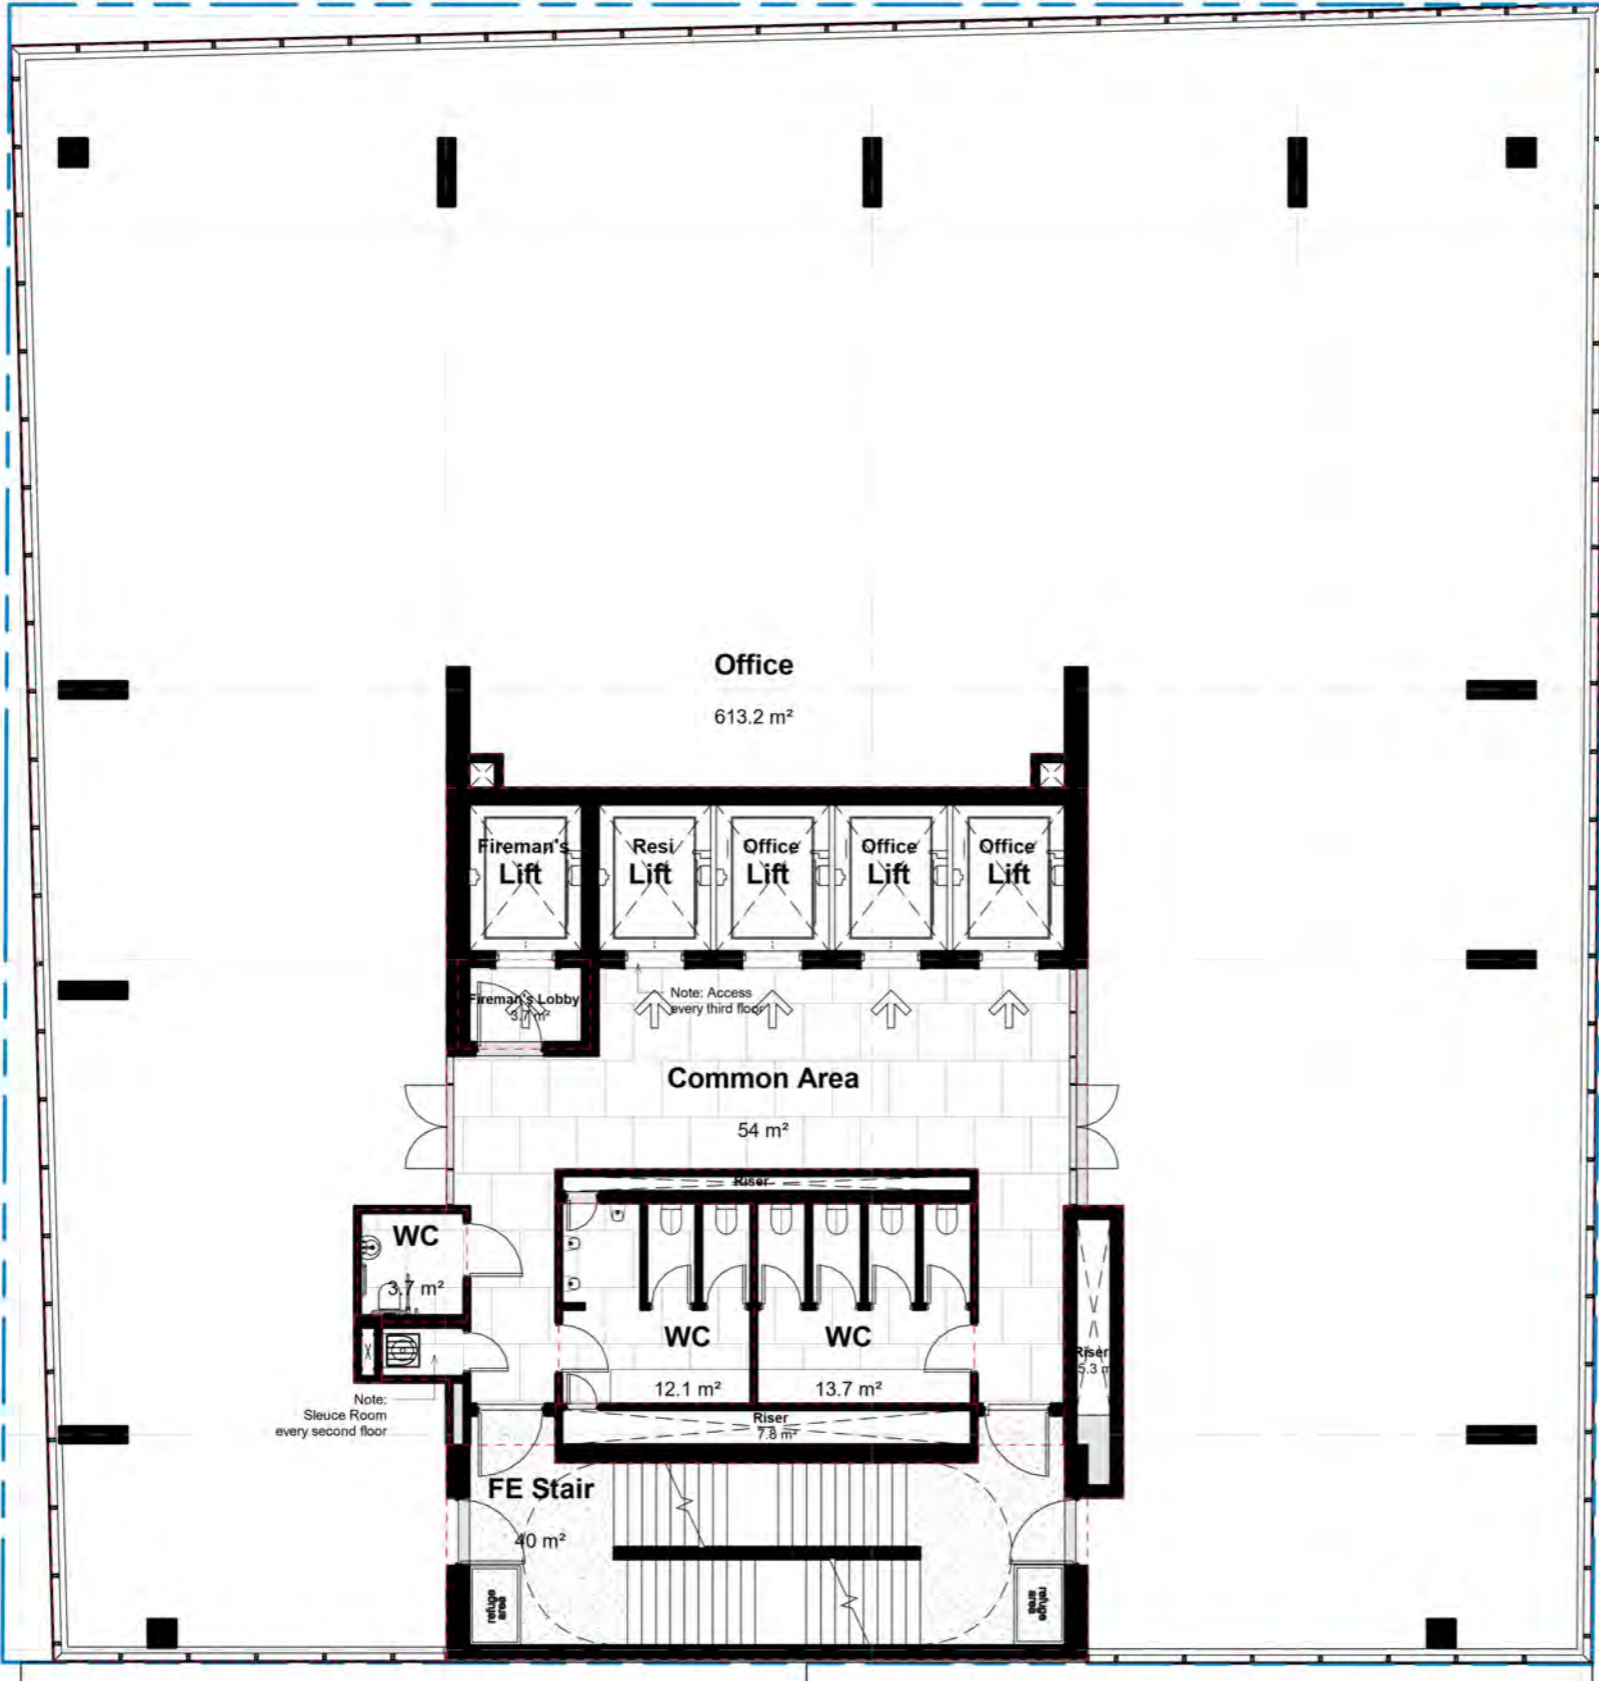 Office
613.2 m²
Fireman's
Lift
Resi
Lift
Office
Lift
Office
Lift
Office
Lift
Fireman's Lobby
3.7 m²
Note: Access
every third floor
Common Area
54 m²
Riser
WC
3.7 m²
WC
12.1 m²
WC
13.7 m²
Riser
5.3 m
Note:
Sleuce Room
every second floor
Riser
7.8 m²
FE Stair
40 m²
refuge
area
refuge
area